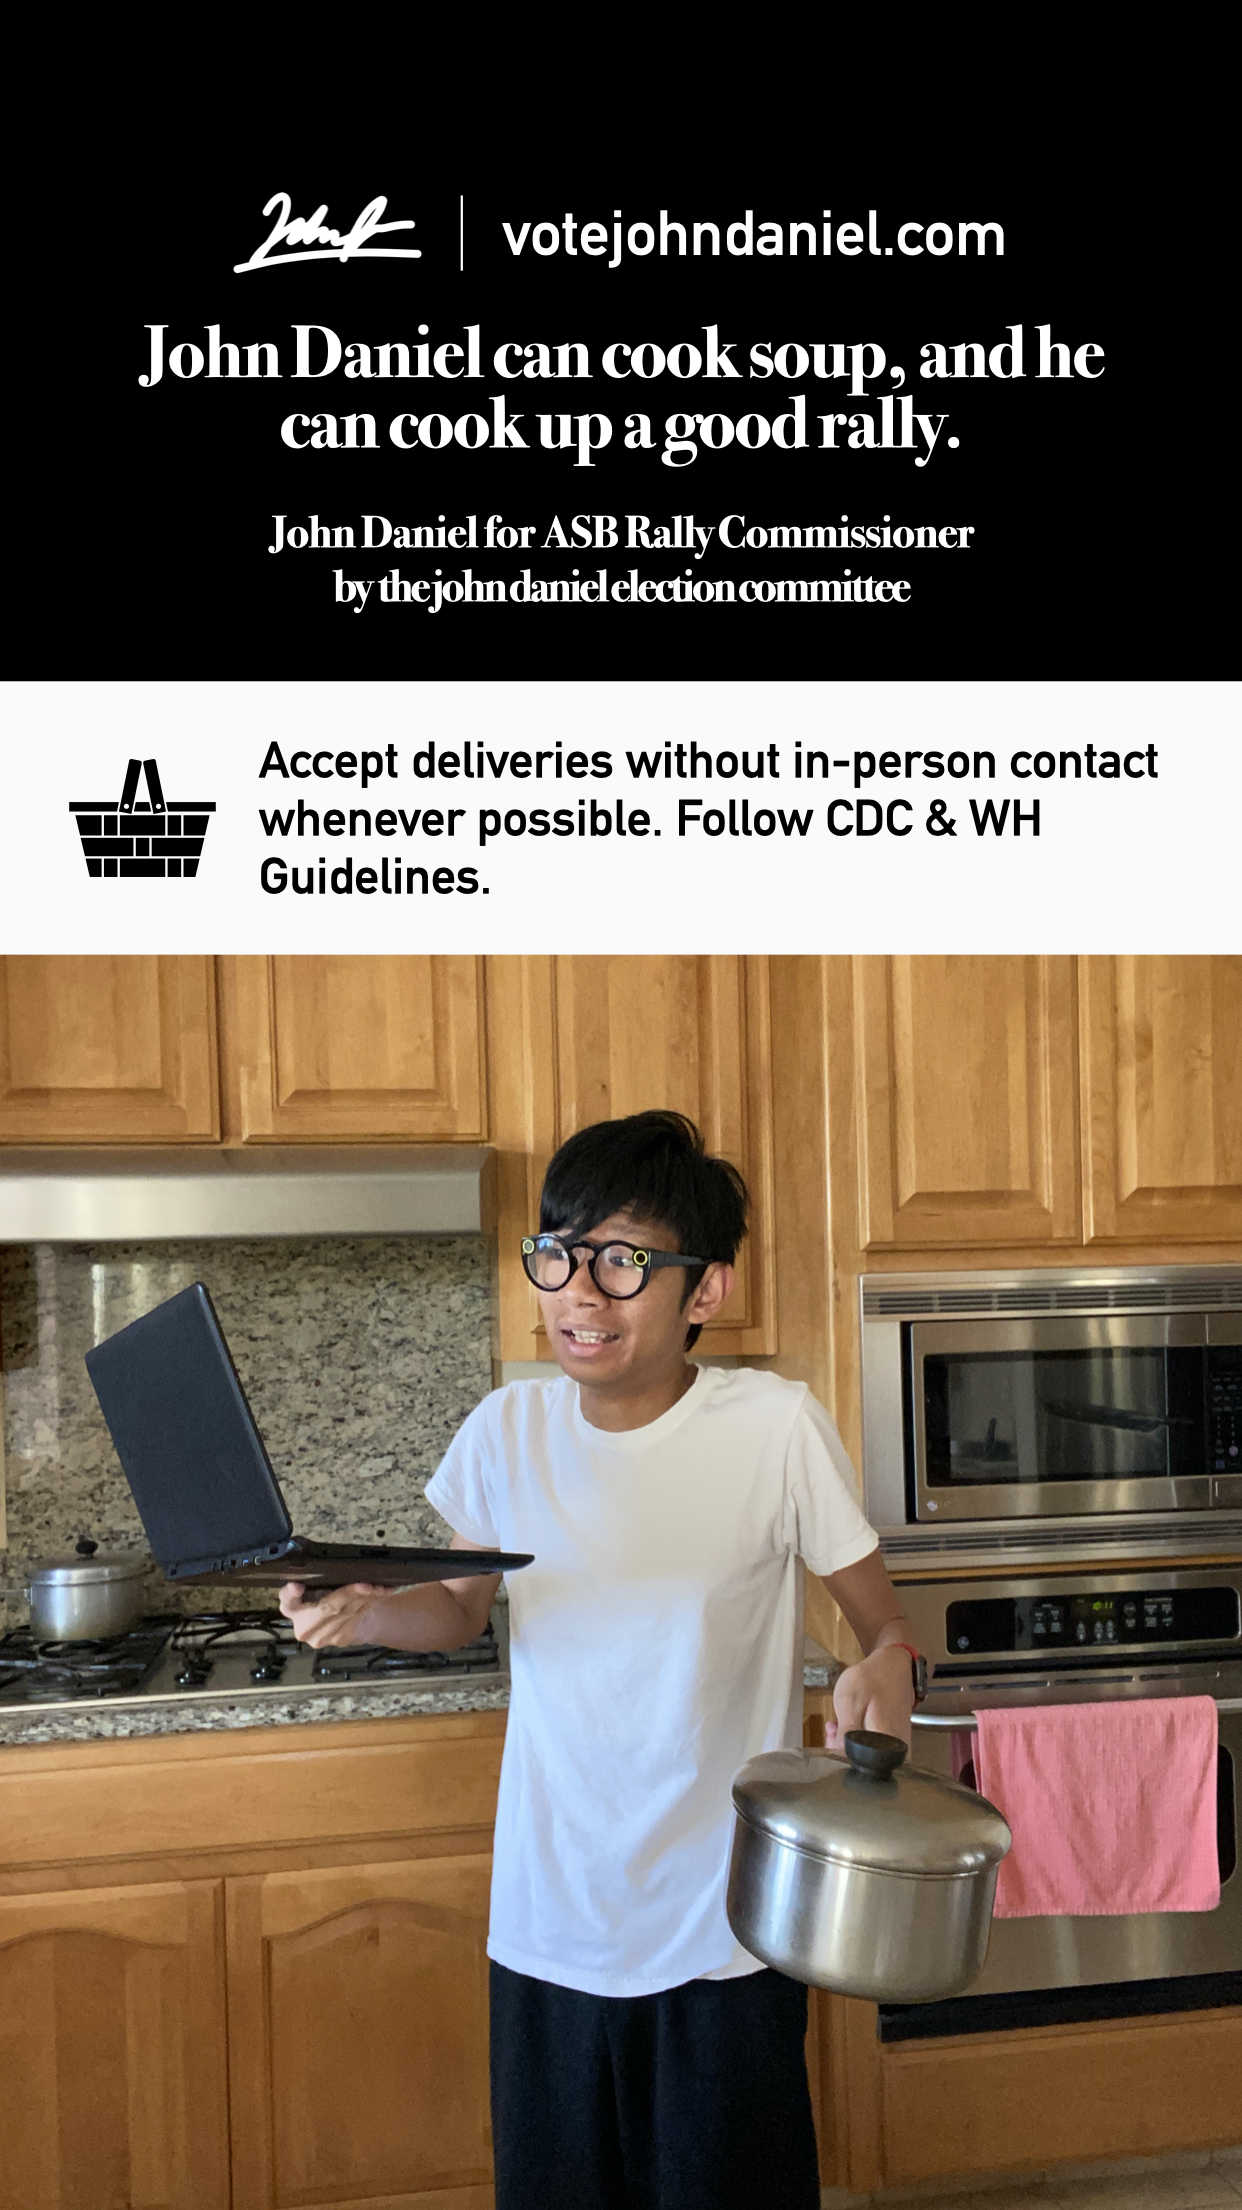 John
votejohndaniel.com
John Daniel can cook soup, and he
can cook up a good rally.
John Daniel for ASB Rally Commissioner
by the john daniel election committee
Accept deliveries without in-person contact
whenever possible. Follow CDC & WH
Guidelines.
10:11